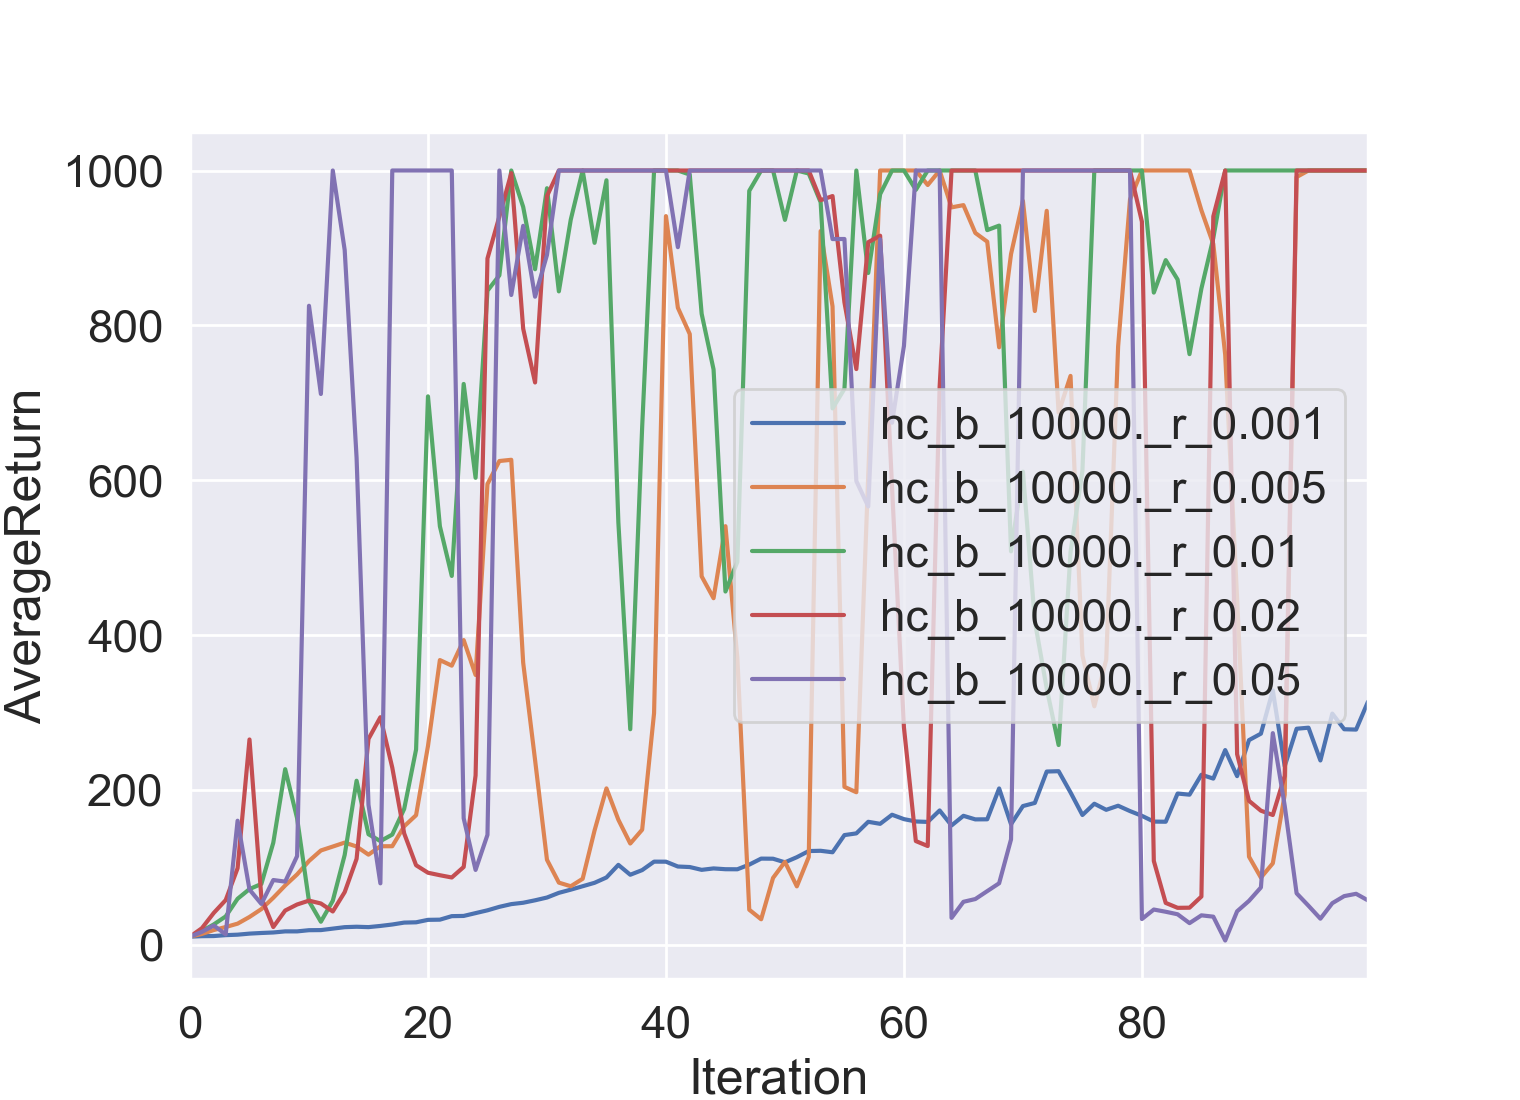 1000
800
600
400
200
0
AverageReturn
hc_b_10000._r_0.001
hc_b_10000._r_0.005
hc_b_10000._r_0.01
hc_b_10000._r_0.02
hc_b_10000._r_0.05
0 20 40 60 80
Iteration